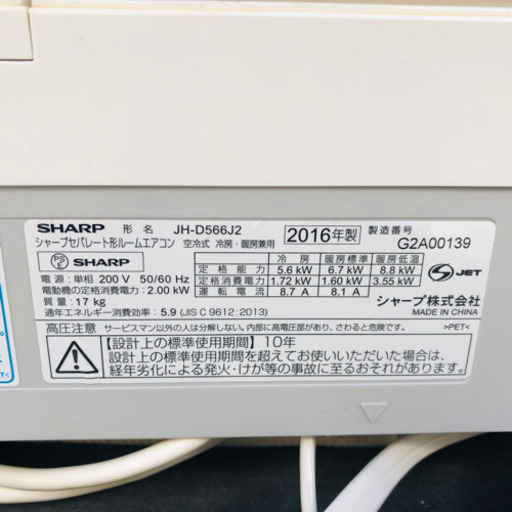 SHARP 形名 JH-D566J2 2016年製 製造番号
シャープセパレート形ルームエアコン 空冷式 冷房・暖房兼用 G2A00139
PSE SHARP
冷房 暖房標準 暖房低温
定格能力 5.6 kW 6.7 kW 8.8 kW
定格消費電力 1.72 kW 1.60 kW 3.55 kW
運転電流 8.7 A 8.1 A
S JET
電源:単相 200 V 50/60 Hz
電動機の定格消費電力:2.00 kW
質量:17 kg
通年エネルギー消費効率:5.9 (JIS C 9612:2013)
シャープ株式会社
MADE IN CHINA
高圧注意 サービスマン以外の人は分解しない。内部に高電圧部があり、さわると危険です。 >PET<
【設計上の標準使用期間】10年
設計上の標準使用期間を超えてお使いいただいた場合は、
経年劣化による発火・けが等の事故に至るおそれがあります。